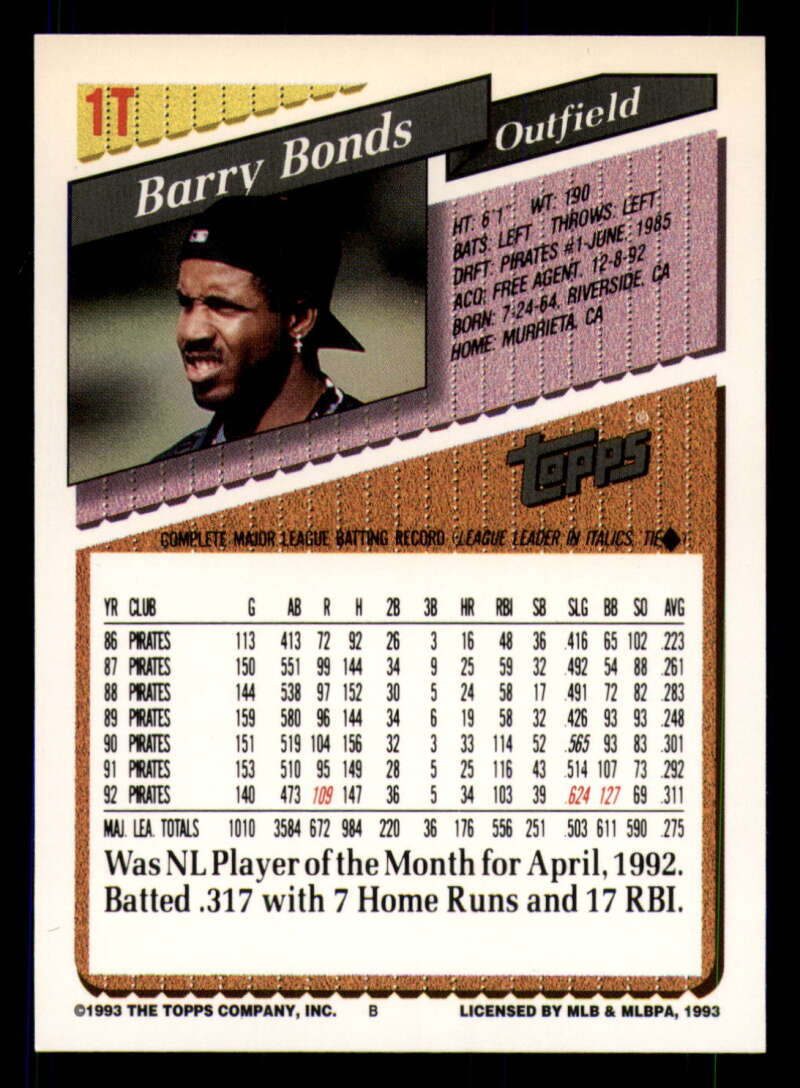 1T
Barry Bonds
Outfield
HT: 6'1" WT: 190
BATS: LEFT THROWS: LEFT
DRFT: PIRATES #1-JUNE, 1985
ACQ: FREE AGENT, 12-8-92
BORN: 7-24-64, RIVERSIDE, CA
HOME: MURRIETA, CA
TOPPS®
COMPLETE MAJOR LEAGUE BATTING RECORD (LEAGUE LEADER IN ITALICS, TIE◆)
YR CLUB G AB R H 2B 3B HR RBI SB SLG BB SO AVG
86 PIRATES 113 413 72 92 26 3 16 48 36 .416 65 102 .223
87 PIRATES 150 551 99 144 34 9 25 59 32 .492 54 88 .261
88 PIRATES 144 538 97 152 30 5 24 58 17 .491 72 82 .283
89 PIRATES 159 580 96 144 34 6 19 58 32 .426 93 93 .248
90 PIRATES 151 519 104 156 32 3 33 114 52 .565 93 83 .301
91 PIRATES 153 510 95 149 28 5 25 116 43 .514 107 73 .292
92 PIRATES 140 473 109 147 36 5 34 103 39 .624 127 69 .311
MAJ. LEA. TOTALS 1010 3584 672 984 220 36 176 556 251 .503 611 590 .275
Was NL Player of the Month for April, 1992.
Batted .317 with 7 Home Runs and 17 RBI.
©1993 THE TOPPS COMPANY, INC. B LICENSED BY MLB & MLBPA, 1993